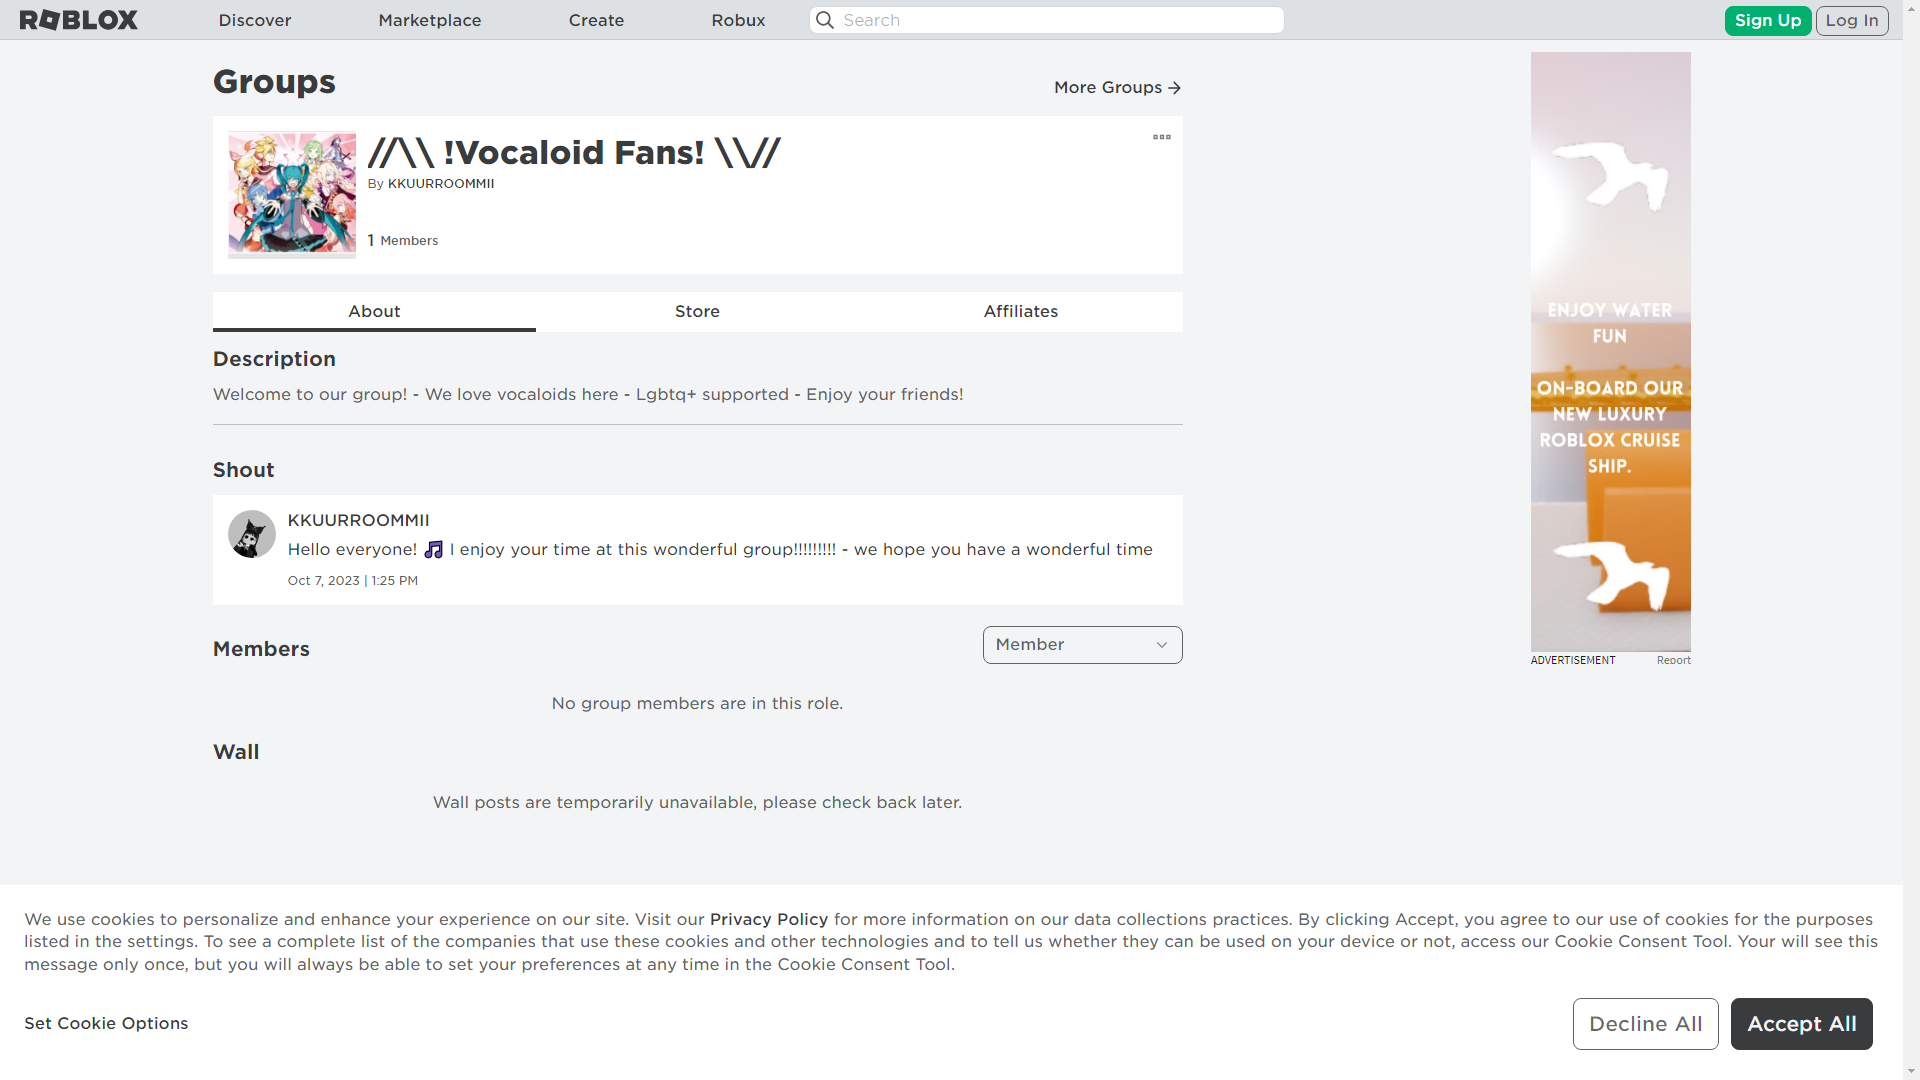 ROBLOX
Discover
Marketplace
Create
Robux
Search
Sign Up
Log In
Groups
More Groups
//\\ !Vocaloid Fans! \\//
By KKUURROOMMII
1 Members
About
Store
Affiliates
Description
Welcome to our group! - We love vocaloids here - Lgbtq+ supported - Enjoy your friends!
Shout
KKUURROOMMII
Hello everyone! 🎵 I enjoy your time at this wonderful group!!!!!!!!! - we hope you have a wonderful time
Oct 7, 2023 | 1:25 PM
Members
Member
No group members are in this role.
Wall
Wall posts are temporarily unavailable, please check back later.
ENJOY WATER
FUN
ON-BOARD OUR
NEW LUXURY
ROBLOX CRUISE
SHIP.
ADVERTISEMENT
Report
We use cookies to personalize and enhance your experience on our site. Visit our Privacy Policy for more information on our data collections practices. By clicking Accept, you agree to our use of cookies for the purposes
listed in the settings. To see a complete list of the companies that use these cookies and other technologies and to tell us whether they can be used on your device or not, access our Cookie Consent Tool. Your will see this
message only once, but you will always be able to set your preferences at any time in the Cookie Consent Tool.
Set Cookie Options
Decline All
Accept All